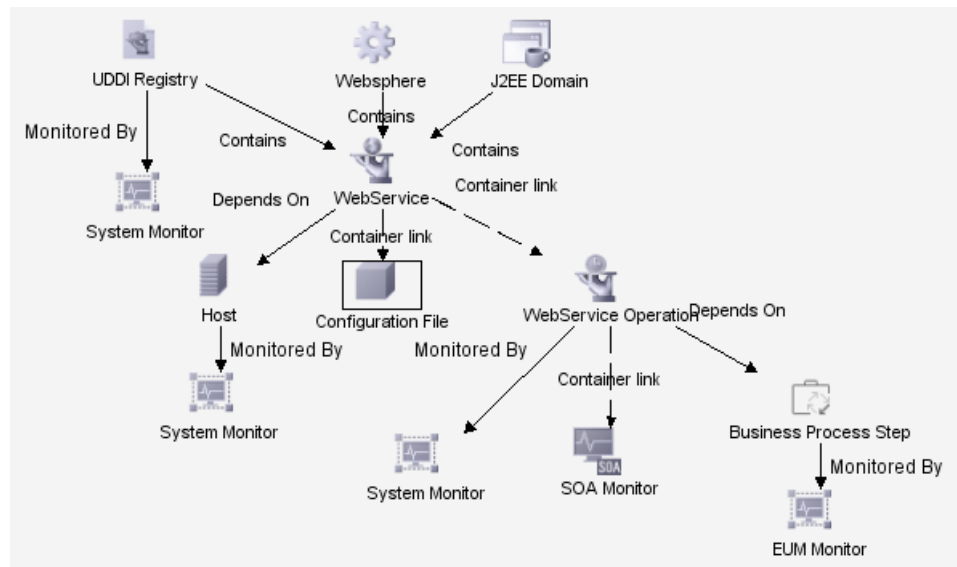 UDDI Registry
Websphere
J2EE Domain
Monitored By
Contains
Contains
Contains
System Monitor
Depends On
WebService
Container link
Container link
Host
Configuration File
WebService Operation
Depends On
Monitored By
Monitored By
Container link
System Monitor
System Monitor
SOA
SOA Monitor
Business Process Step
Monitored By
EUM Monitor